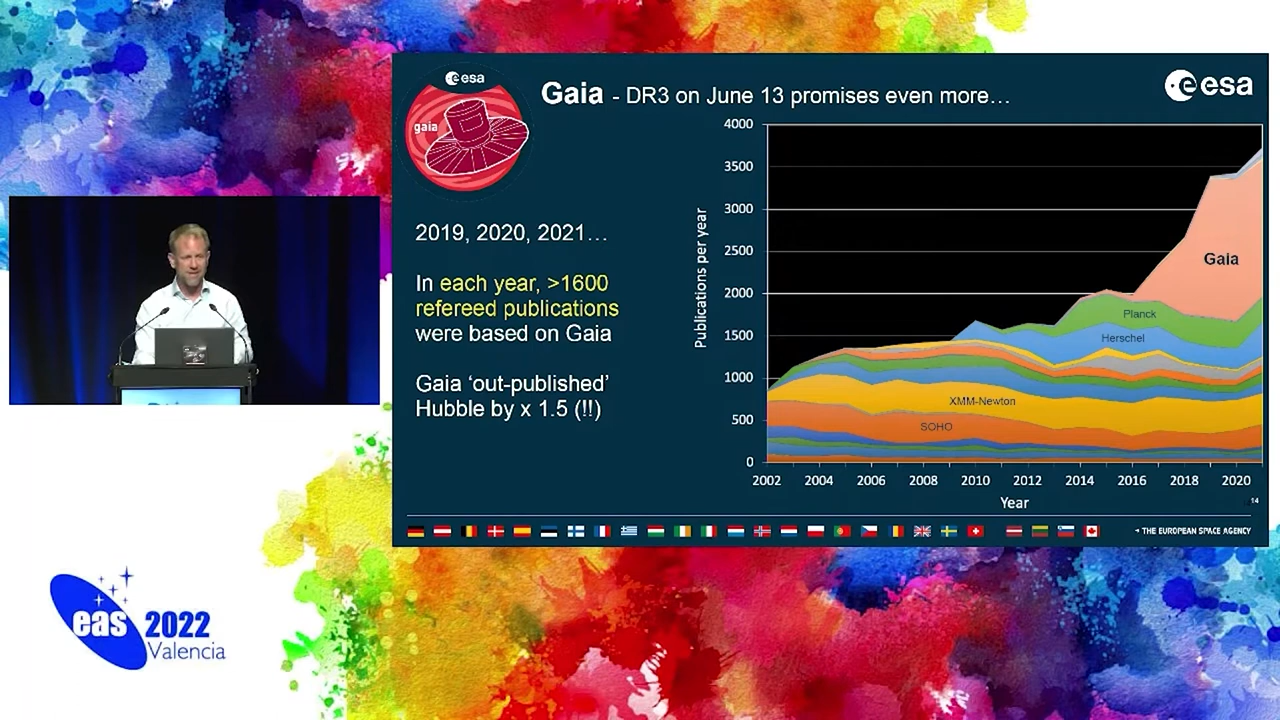 esa
gaia
Gaia - DR3 on June 13 promises even more…
esa
2019, 2020, 2021…
In each year, >1600
refereed publications
were based on Gaia
Gaia ‘out-published’
Hubble by x 1.5 (!!)
Publications per year
4000
3500
3000
2500
2000
1500
1000
500
0
Gaia
Planck
Herschel
XMM-Newton
SOHO
2002 2004 2006 2008 2010 2012 2014 2016 2018 2020
Year
14
THE EUROPEAN SPACE AGENCY
eas 2022
Valencia